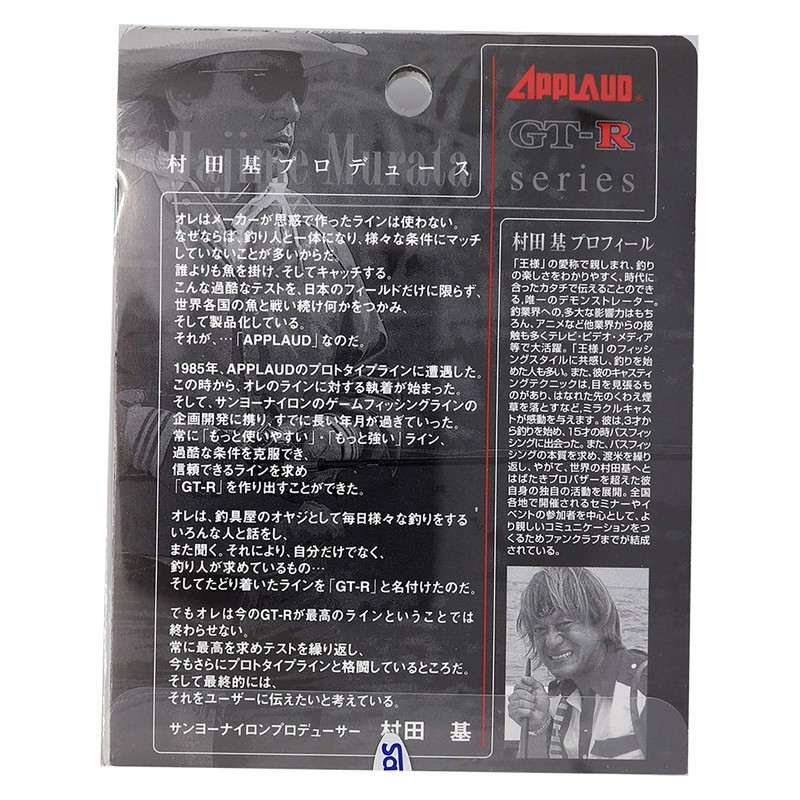 APPLAUD®
GT-R
series
Hajime Murata
村田基プロデュース
オレはメーカーが思惑で作ったラインは使わない。
なぜならば、釣り人と一体になり、様々な条件にマッチ
していないことが多いからだ。
誰よりも魚を掛け、そしてキャッチする。
こんな過酷なテストを、日本のフィールドだけに限らず、
世界各国の魚と戦い続け何かをつかみ、
そして製品化している。
それが、…「APPLAUD」なのだ。
1985年、APPLAUDのプロトタイプラインに遭遇した。
この時から、オレのラインに対する執着が始まった。
そして、サンヨーナイロンのゲームフィッシングラインの
企画開発に携り、すでに長い年月が過ぎていった。
常に「もっと使いやすい」・「もっと強い」ライン、
過酷な条件を克服でき、
信頼できるラインを求め
「GT-R」を作り出すことができた。
オレは、釣具屋のオヤジとして毎日様々な釣りをする
いろんな人と話をし、
また聞く。それにより、自分だけでなく、
釣り人が求めているもの…
そしてたどり着いたラインを「GT-R」と名付けたのだ。
でもオレは今のGT-Rが最高のラインということでは
終わらせない。
常に最高を求めテストを繰り返し、
今もさらにプロトタイプラインと格闘しているところだ。
そして最終的には、
それをユーザーに伝えたいと考えている。
サンヨーナイロンプロデューサー 村田 基
村田 基 プロフィール
「王様」の愛称で親しまれ、釣り
の楽しさをわかりやすく、時代に
合ったカタチで伝えることのでき
る,唯一のデモンストレーター。
釣業界への,多大な影響力はもち
ろん、アニメなど他業界からの接
触も多くテレビ・ビデオ・メディア
等で大活躍。「王様」のフィッシ
ングスタイルに共感し、釣りを始
めた人も多い。また、彼のキャスティ
ングテクニックは、目を見張るも
のがあり、はなれた先のくわえ煙
草を落とすなど、ミラクルキャス
トが感動を与えます。彼は、3才か
ら釣りを始め、15才の時バスフィッ
シングに出会った。また、バスフィッ
シングの本質を求め、渡米を繰り
返し、やがて、世界の村田基へと
はばたきプロバザーを超えた彼
自身の独自の活動を展開。全国
各地で開催されるセミナーやイ
ベントの参加者を中心として、よ
り親しいコミュニケーションをつ
くるためファンクラブまでが結成
されている。
sa